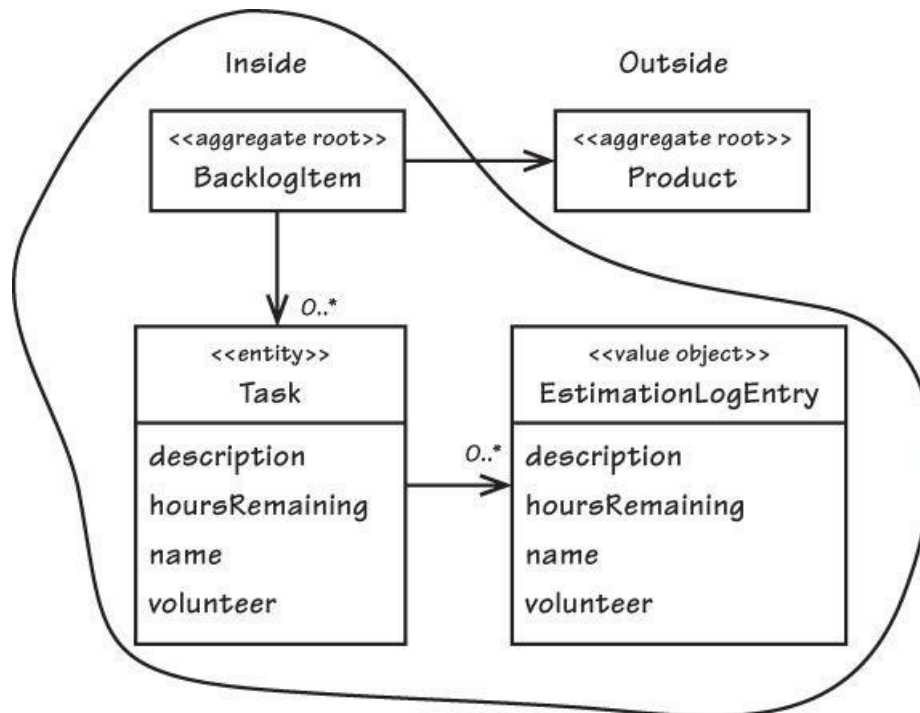 Inside
Outside
<<aggregate root>>
BacklogItem
<<aggregate root>>
Product
0..*
<<entity>>
Task
description
hoursRemaining
name
volunteer
0..*
<<value object>>
EstimationLogEntry
description
hoursRemaining
name
volunteer